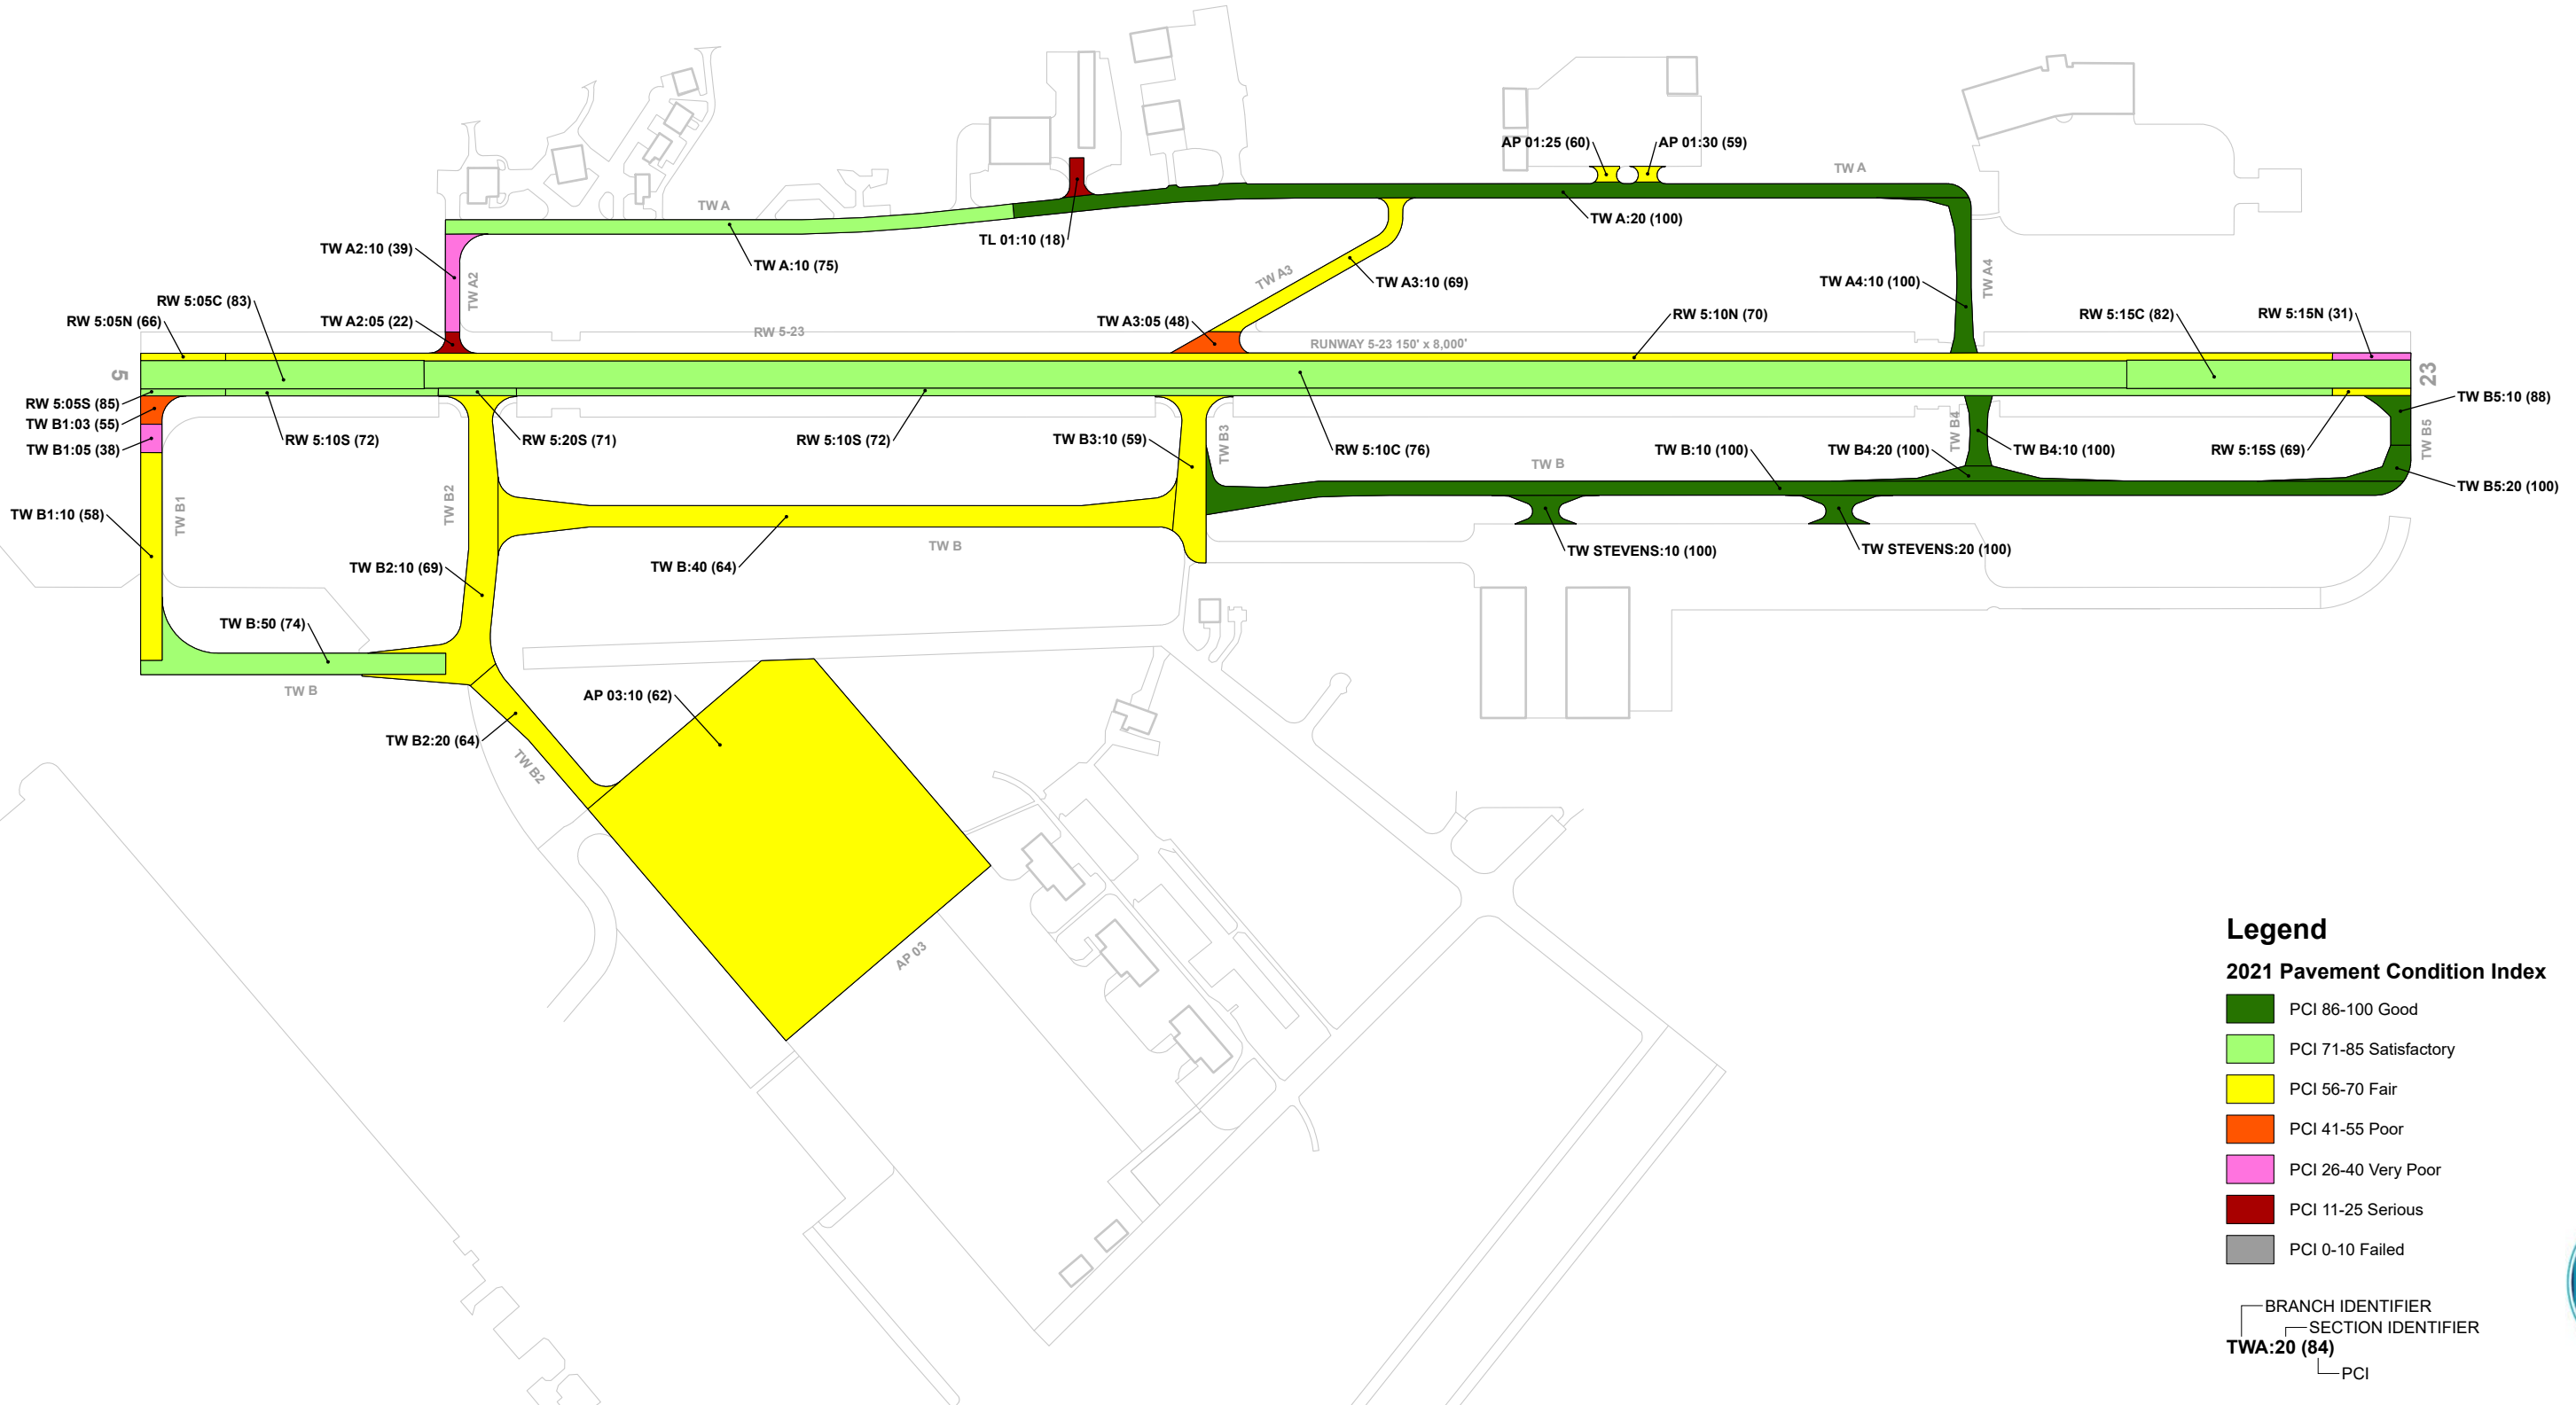 AP 01:25 (60)
AP 01:30 (59)
TW A
TW A
TW A:20 (100)
TL 01:10 (18)
TW A2:10 (39)
TW A:10 (75)
TW A2
TW A3
TW A3:10 (69)
TW A4:10 (100)
TW A4
RW 5:05C (83)
RW 5:05N (66)
TW A2:05 (22)
RW 5-23
TW A3:05 (48)
RUNWAY 5-23 150' x 8,000'
RW 5:10N (70)
RW 5:15C (82)
RW 5:15N (31)
5
23
RW 5:05S (85)
TW B1:03 (55)
TW B1:05 (38)
RW 5:10S (72)
RW 5:20S (71)
RW 5:10S (72)
TW B3:10 (59)
TW B3
RW 5:10C (76)
TW B
TW B:10 (100)
TW B4:20 (100)
TW B4
TW B4:10 (100)
RW 5:15S (69)
TW B5:10 (88)
TW B5
TW B5:20 (100)
TW B1:10 (58)
TW B1
TW B2
TW B2:10 (69)
TW B:40 (64)
TW B
TW STEVENS:10 (100)
TW STEVENS:20 (100)
TW B:50 (74)
TW B
AP 03:10 (62)
TW B2:20 (64)
TW B2
AP 03
Legend
2021 Pavement Condition Index
PCI 86-100 Good
PCI 71-85 Satisfactory
PCI 56-70 Fair
PCI 41-55 Poor
PCI 26-40 Very Poor
PCI 11-25 Serious
PCI 0-10 Failed
BRANCH IDENTIFIER
SECTION IDENTIFIER
TWA:20 (84)
PCI